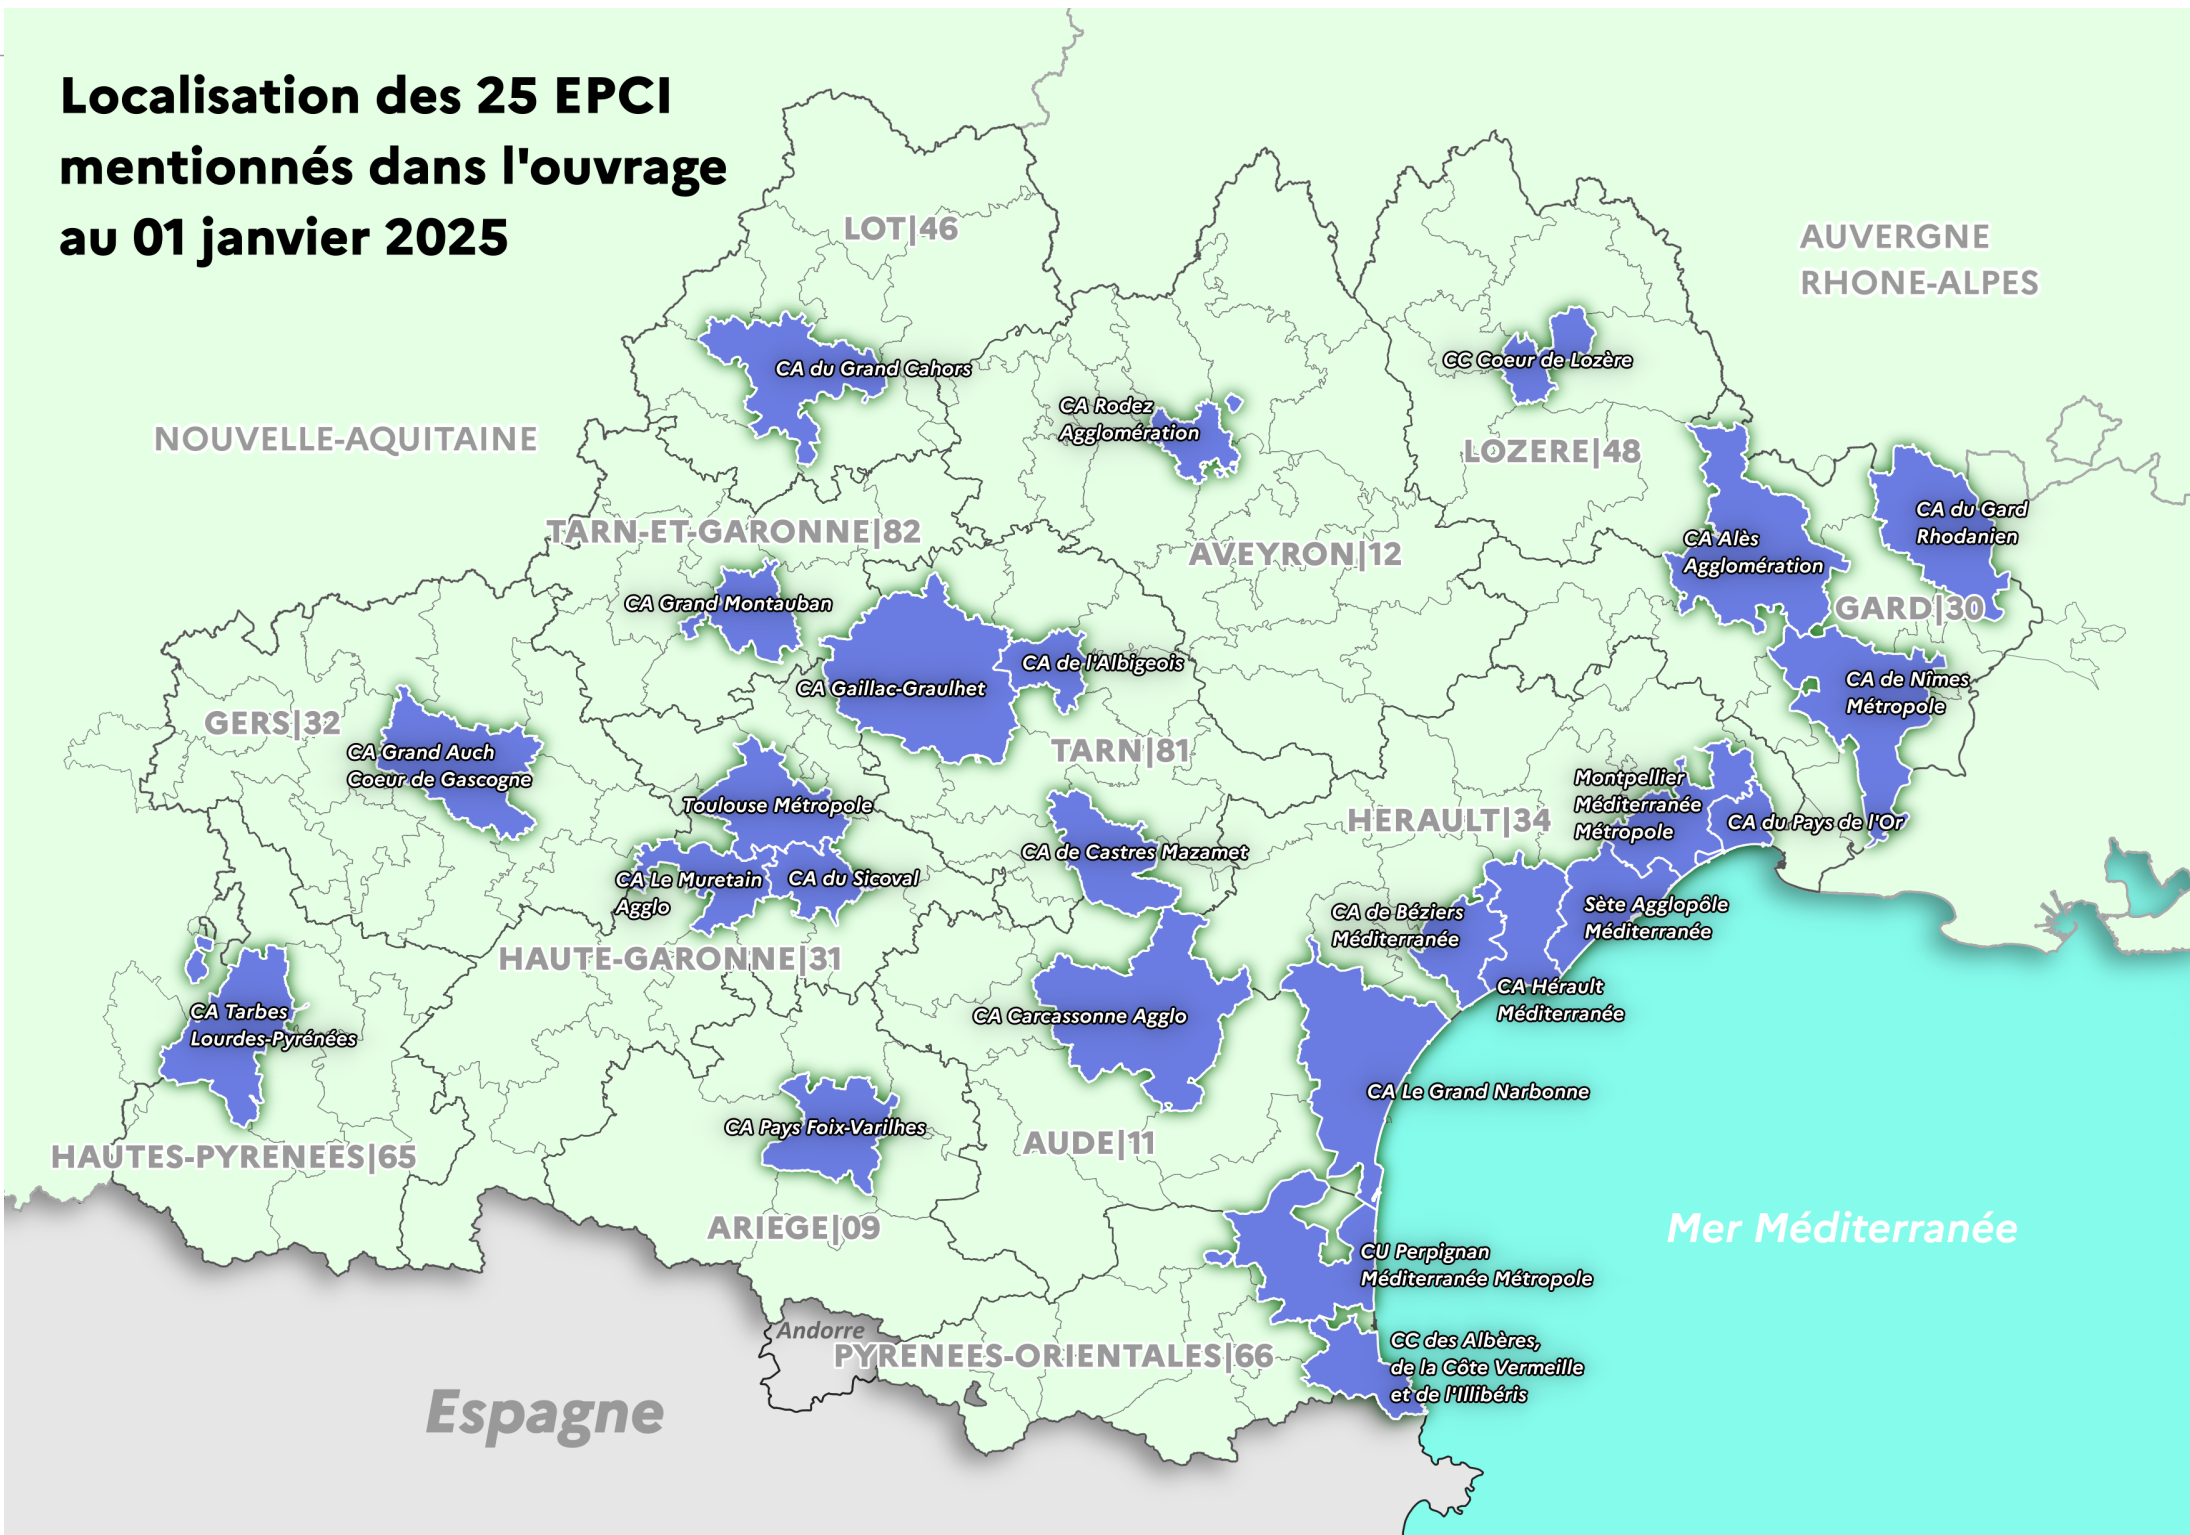 Localisation des 25 EPCI
mentionnés dans l'ouvrage
au 01 janvier 2025
LOT|46
AUVERGNE
RHONE-ALPES
CA du Grand Cahors
CC Coeur de Lozère
CA Rodez
Agglomération
NOUVELLE-AQUITAINE
LOZERE|48
CA du Gard
Rhodanien
TARN-ET-GARONNE|82
AVEYRON|12
CA Alès
Agglomération
CA Grand Montauban
GARD|30
CA de l'Albigeois
CA Gaillac-Graulhet
CA de Nîmes
Métropole
GERS|32
CA Grand Auch
Coeur de Gascogne
TARN|81
Toulouse Métropole
Montpellier
Méditerranée
Métropole
HERAULT|34
CA du Pays de l'Or
CA de Castres Mazamet
CA Le Muretain
Agglo
CA du Sicoval
CA de Béziers
Méditerranée
Sète Agglopôle
Méditerranée
HAUTE-GARONNE|31
CA Hérault
Méditerranée
CA Tarbes
Lourdes-Pyrénées
CA Carcassonne Agglo
CA Le Grand Narbonne
CA Pays Foix-Varilhes
AUDE|11
HAUTES-PYRENEES|65
ARIEGE|09
Mer Méditerranée
CU Perpignan
Méditerranée Métropole
Andorre
PYRENEES-ORIENTALES|66
CC des Albères,
de la Côte Vermeille
et de l'Illibéris
Espagne